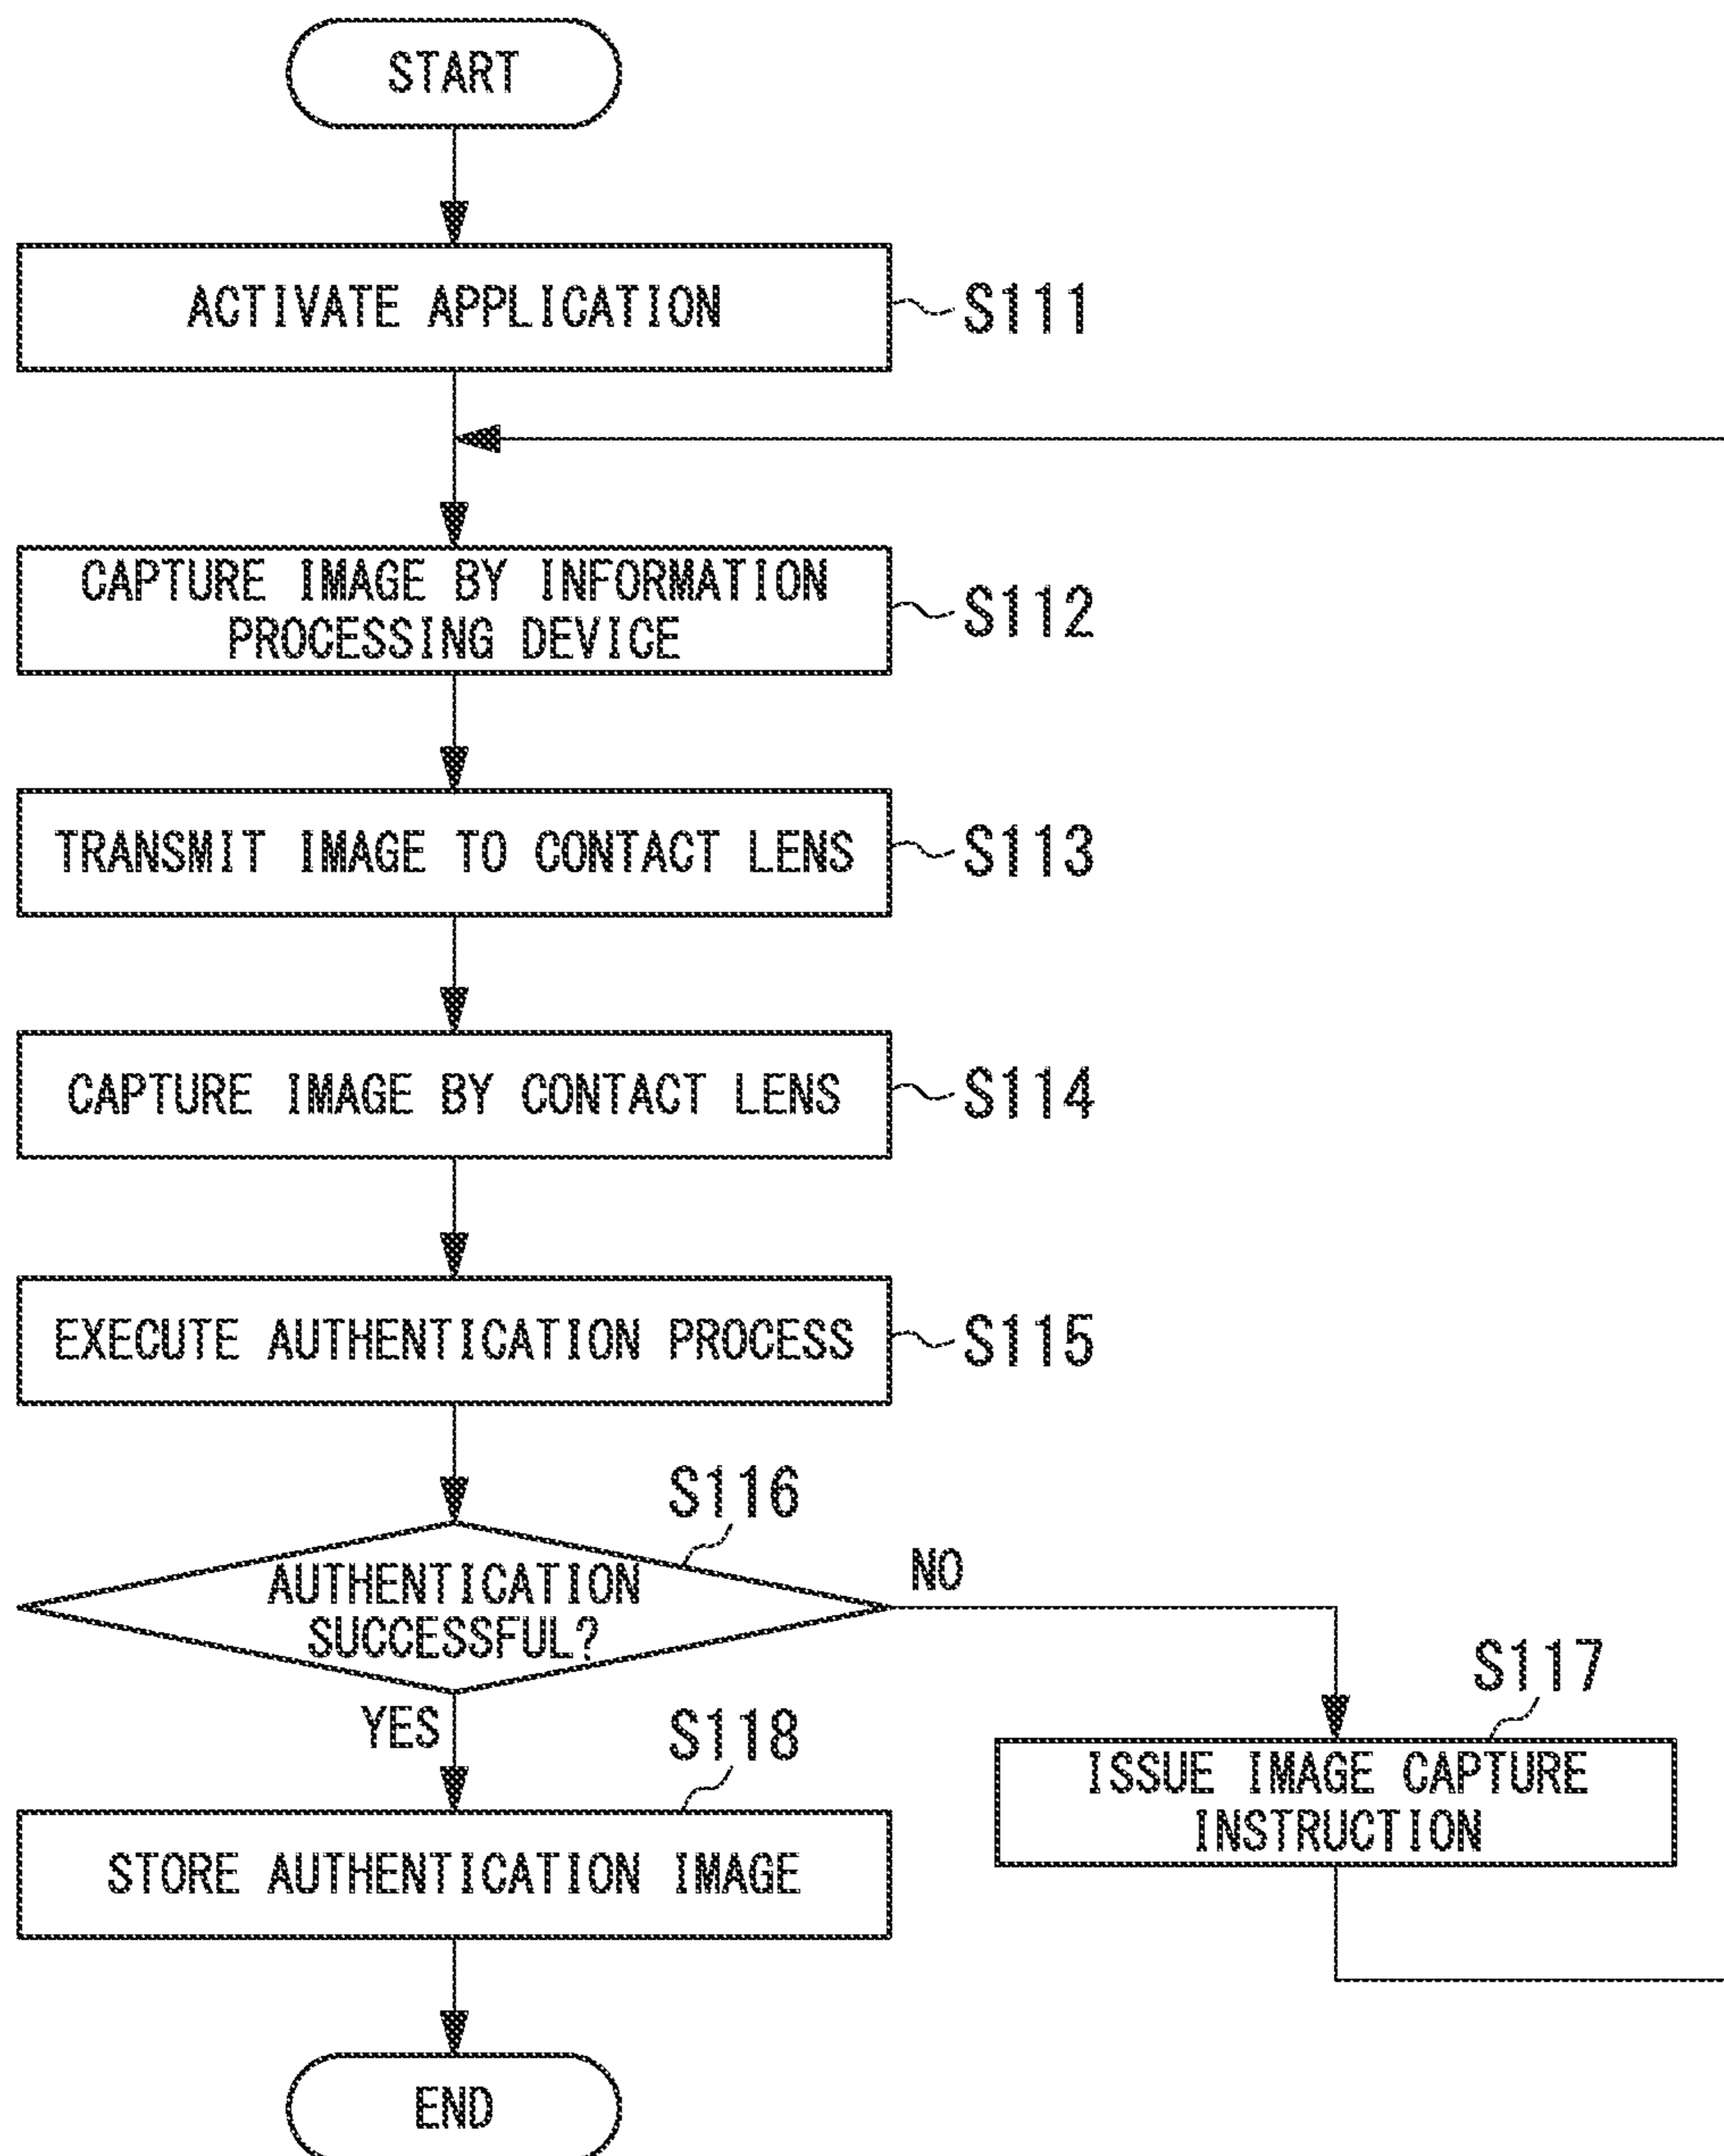 START
ACTIVATE APPLICATION
S111
CAPTURE IMAGE BY INFORMATION
PROCESSING DEVICE
S112
TRANSMIT IMAGE TO CONTACT LENS
S113
CAPTURE IMAGE BY CONTACT LENS
S114
EXECUTE AUTHENTICATION PROCESS
S115
S116
AUTHENTICATION
SUCCESSFUL?
NO
YES
S117
ISSUE IMAGE CAPTURE
INSTRUCTION
S118
STORE AUTHENTICATION IMAGE
END